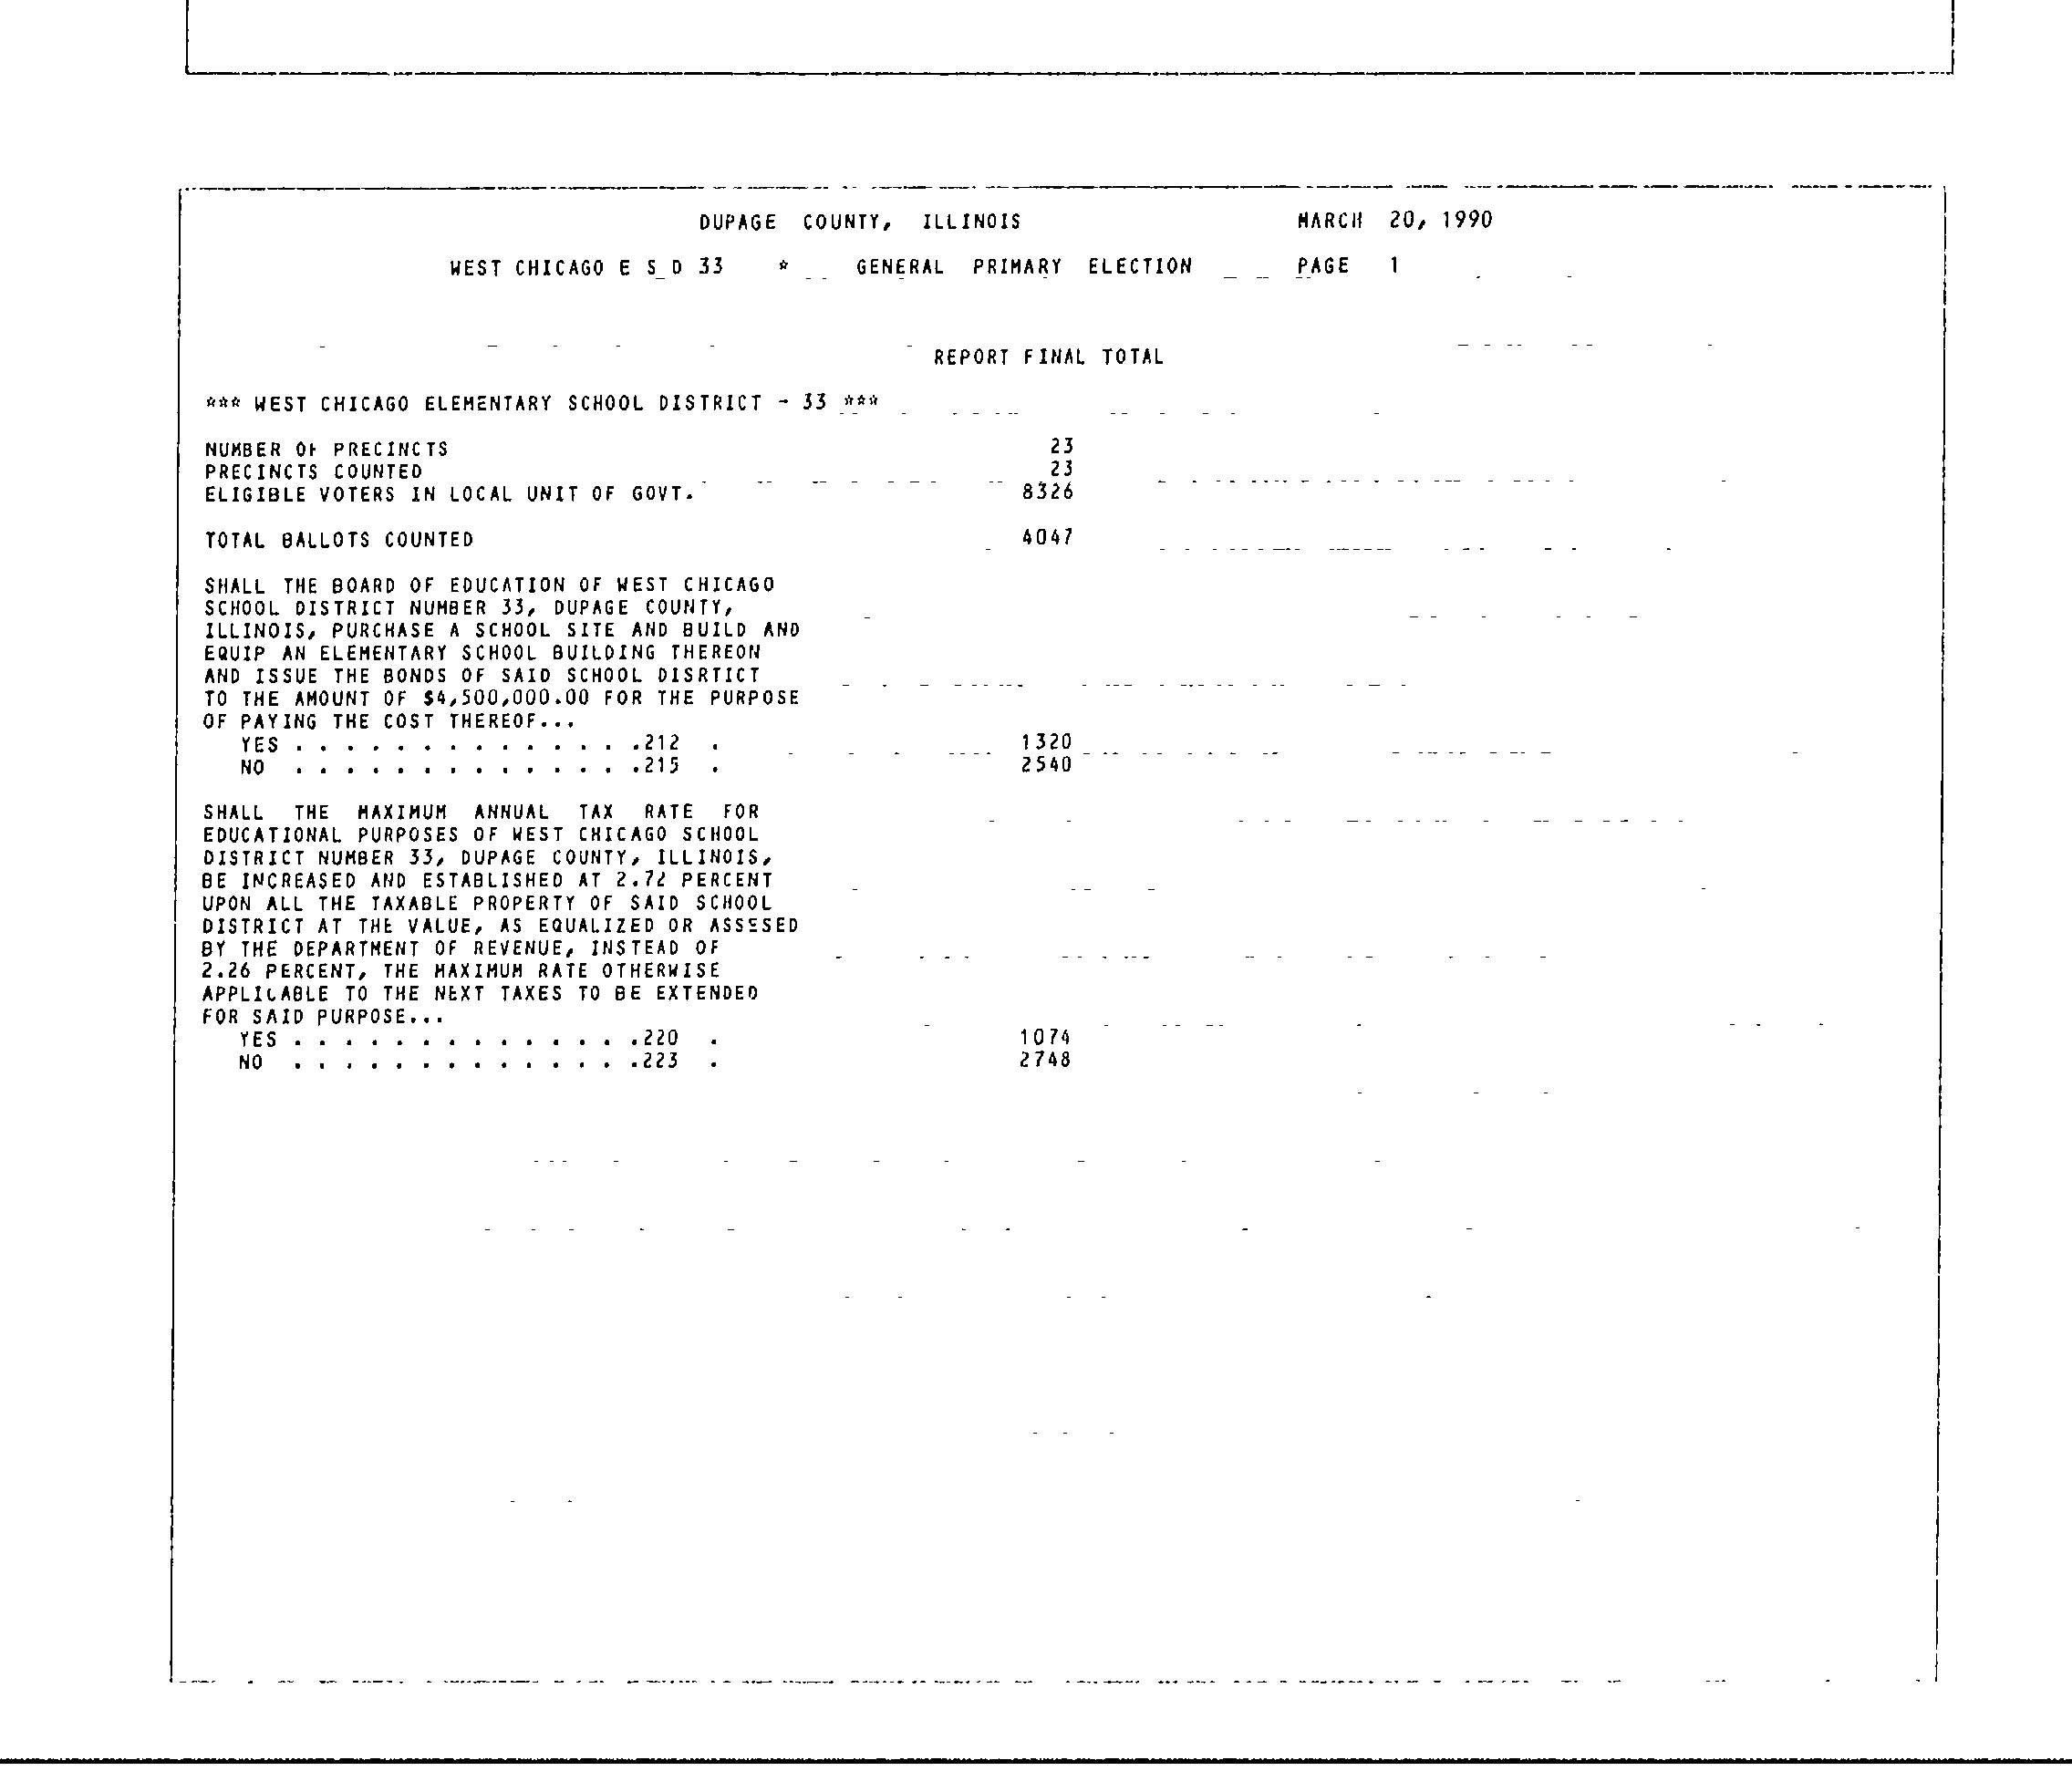 DUPAGE COUNTY, ILLINOIS MARCH 20, 1990
WEST CHICAGO E S D 33 * GENERAL PRIMARY ELECTION PAGE 1
REPORT FINAL TOTAL
*** WEST CHICAGO ELEMENTARY SCHOOL DISTRICT - 33 ***
NUMBER OF PRECINCTS 23
PRECINCTS COUNTED 23
ELIGIBLE VOTERS IN LOCAL UNIT OF GOVT. 8326
TOTAL BALLOTS COUNTED 4047
SHALL THE BOARD OF EDUCATION OF WEST CHICAGO
SCHOOL DISTRICT NUMBER 33, DUPAGE COUNTY,
ILLINOIS, PURCHASE A SCHOOL SITE AND BUILD AND
EQUIP AN ELEMENTARY SCHOOL BUILDING THEREON
AND ISSUE THE BONDS OF SAID SCHOOL DISRTICT
TO THE AMOUNT OF $4,500,000.00 FOR THE PURPOSE
OF PAYING THE COST THEREOF...
YES . . . . . . . . . . . . . .212 . 1320
NO . . . . . . . . . . . . . .215 . 2540
SHALL THE MAXIMUM ANNUAL TAX RATE FOR
EDUCATIONAL PURPOSES OF WEST CHICAGO SCHOOL
DISTRICT NUMBER 33, DUPAGE COUNTY, ILLINOIS,
BE INCREASED AND ESTABLISHED AT 2.72 PERCENT
UPON ALL THE TAXABLE PROPERTY OF SAID SCHOOL
DISTRICT AT THE VALUE, AS EQUALIZED OR ASSESED
BY THE DEPARTMENT OF REVENUE, INSTEAD OF
2.26 PERCENT, THE MAXIMUM RATE OTHERWISE
APPLICABLE TO THE NEXT TAXES TO BE EXTENDED
FOR SAID PURPOSE...
YES . . . . . . . . . . . . . .220 . 1074
NO . . . . . . . . . . . . . .223 . 2748